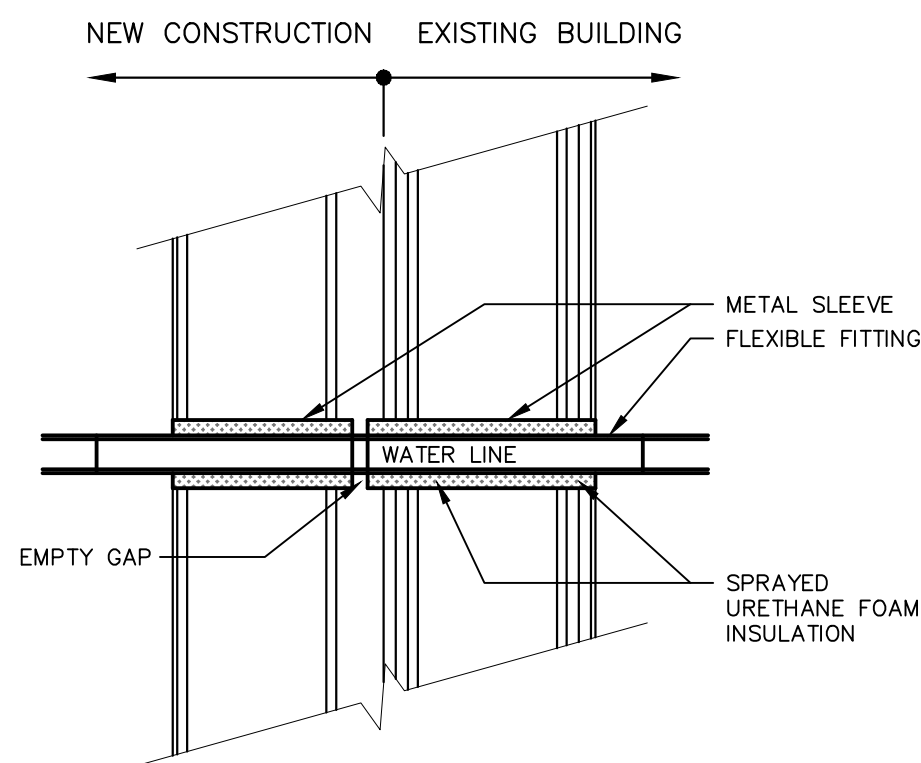 NEW CONSTRUCTION
EXISTING BUILDING
METAL SLEEVE
FLEXIBLE FITTING
WATER LINE
EMPTY GAP
SPRAYED
URETHANE FOAM
INSULATION